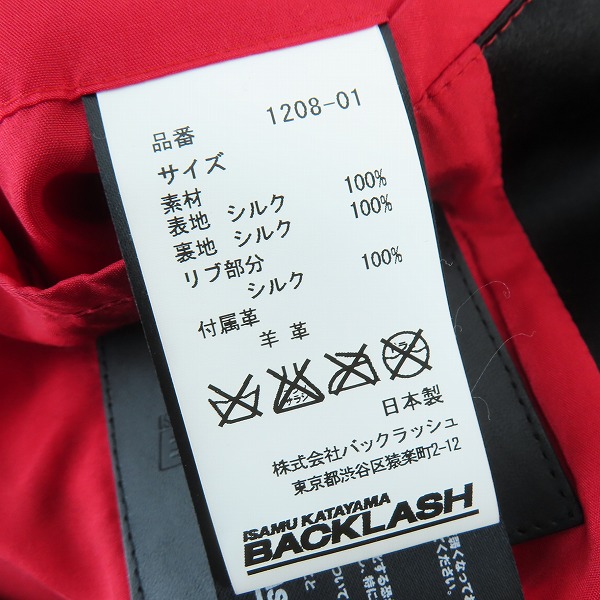 品番 1208-01
サイズ
素材
表地 シルク 100%
裏地 シルク 100%
リブ部分
シルク 100%
付属革
羊 革
日本製
株式会社バックラッシュ
東京都渋谷区猿楽町2-12
ISAMU KATAYAMA
BACKLASH